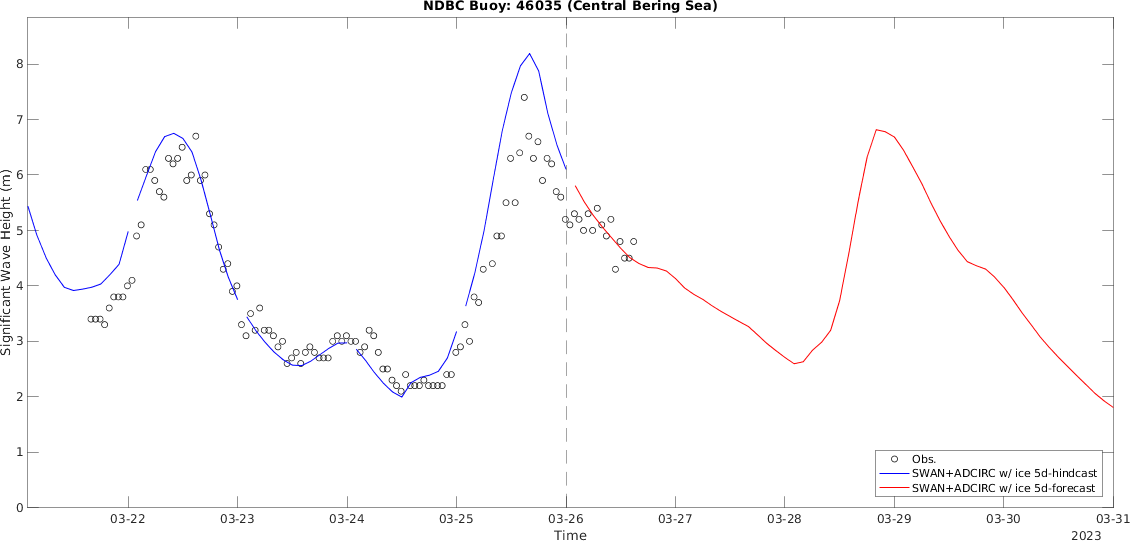 NDBC Buoy: 46035 (Central Bering Sea)
8
7
6
5
4
3
2
1
0
Significant Wave Height (m)
Obs.
SWAN+ADCIRC w/ ice 5d-hindcast
SWAN+ADCIRC w/ ice 5d-forecast
03-22 03-23 03-24 03-25 03-26 03-27 03-28 03-29 03-30 03-31
Time
2023